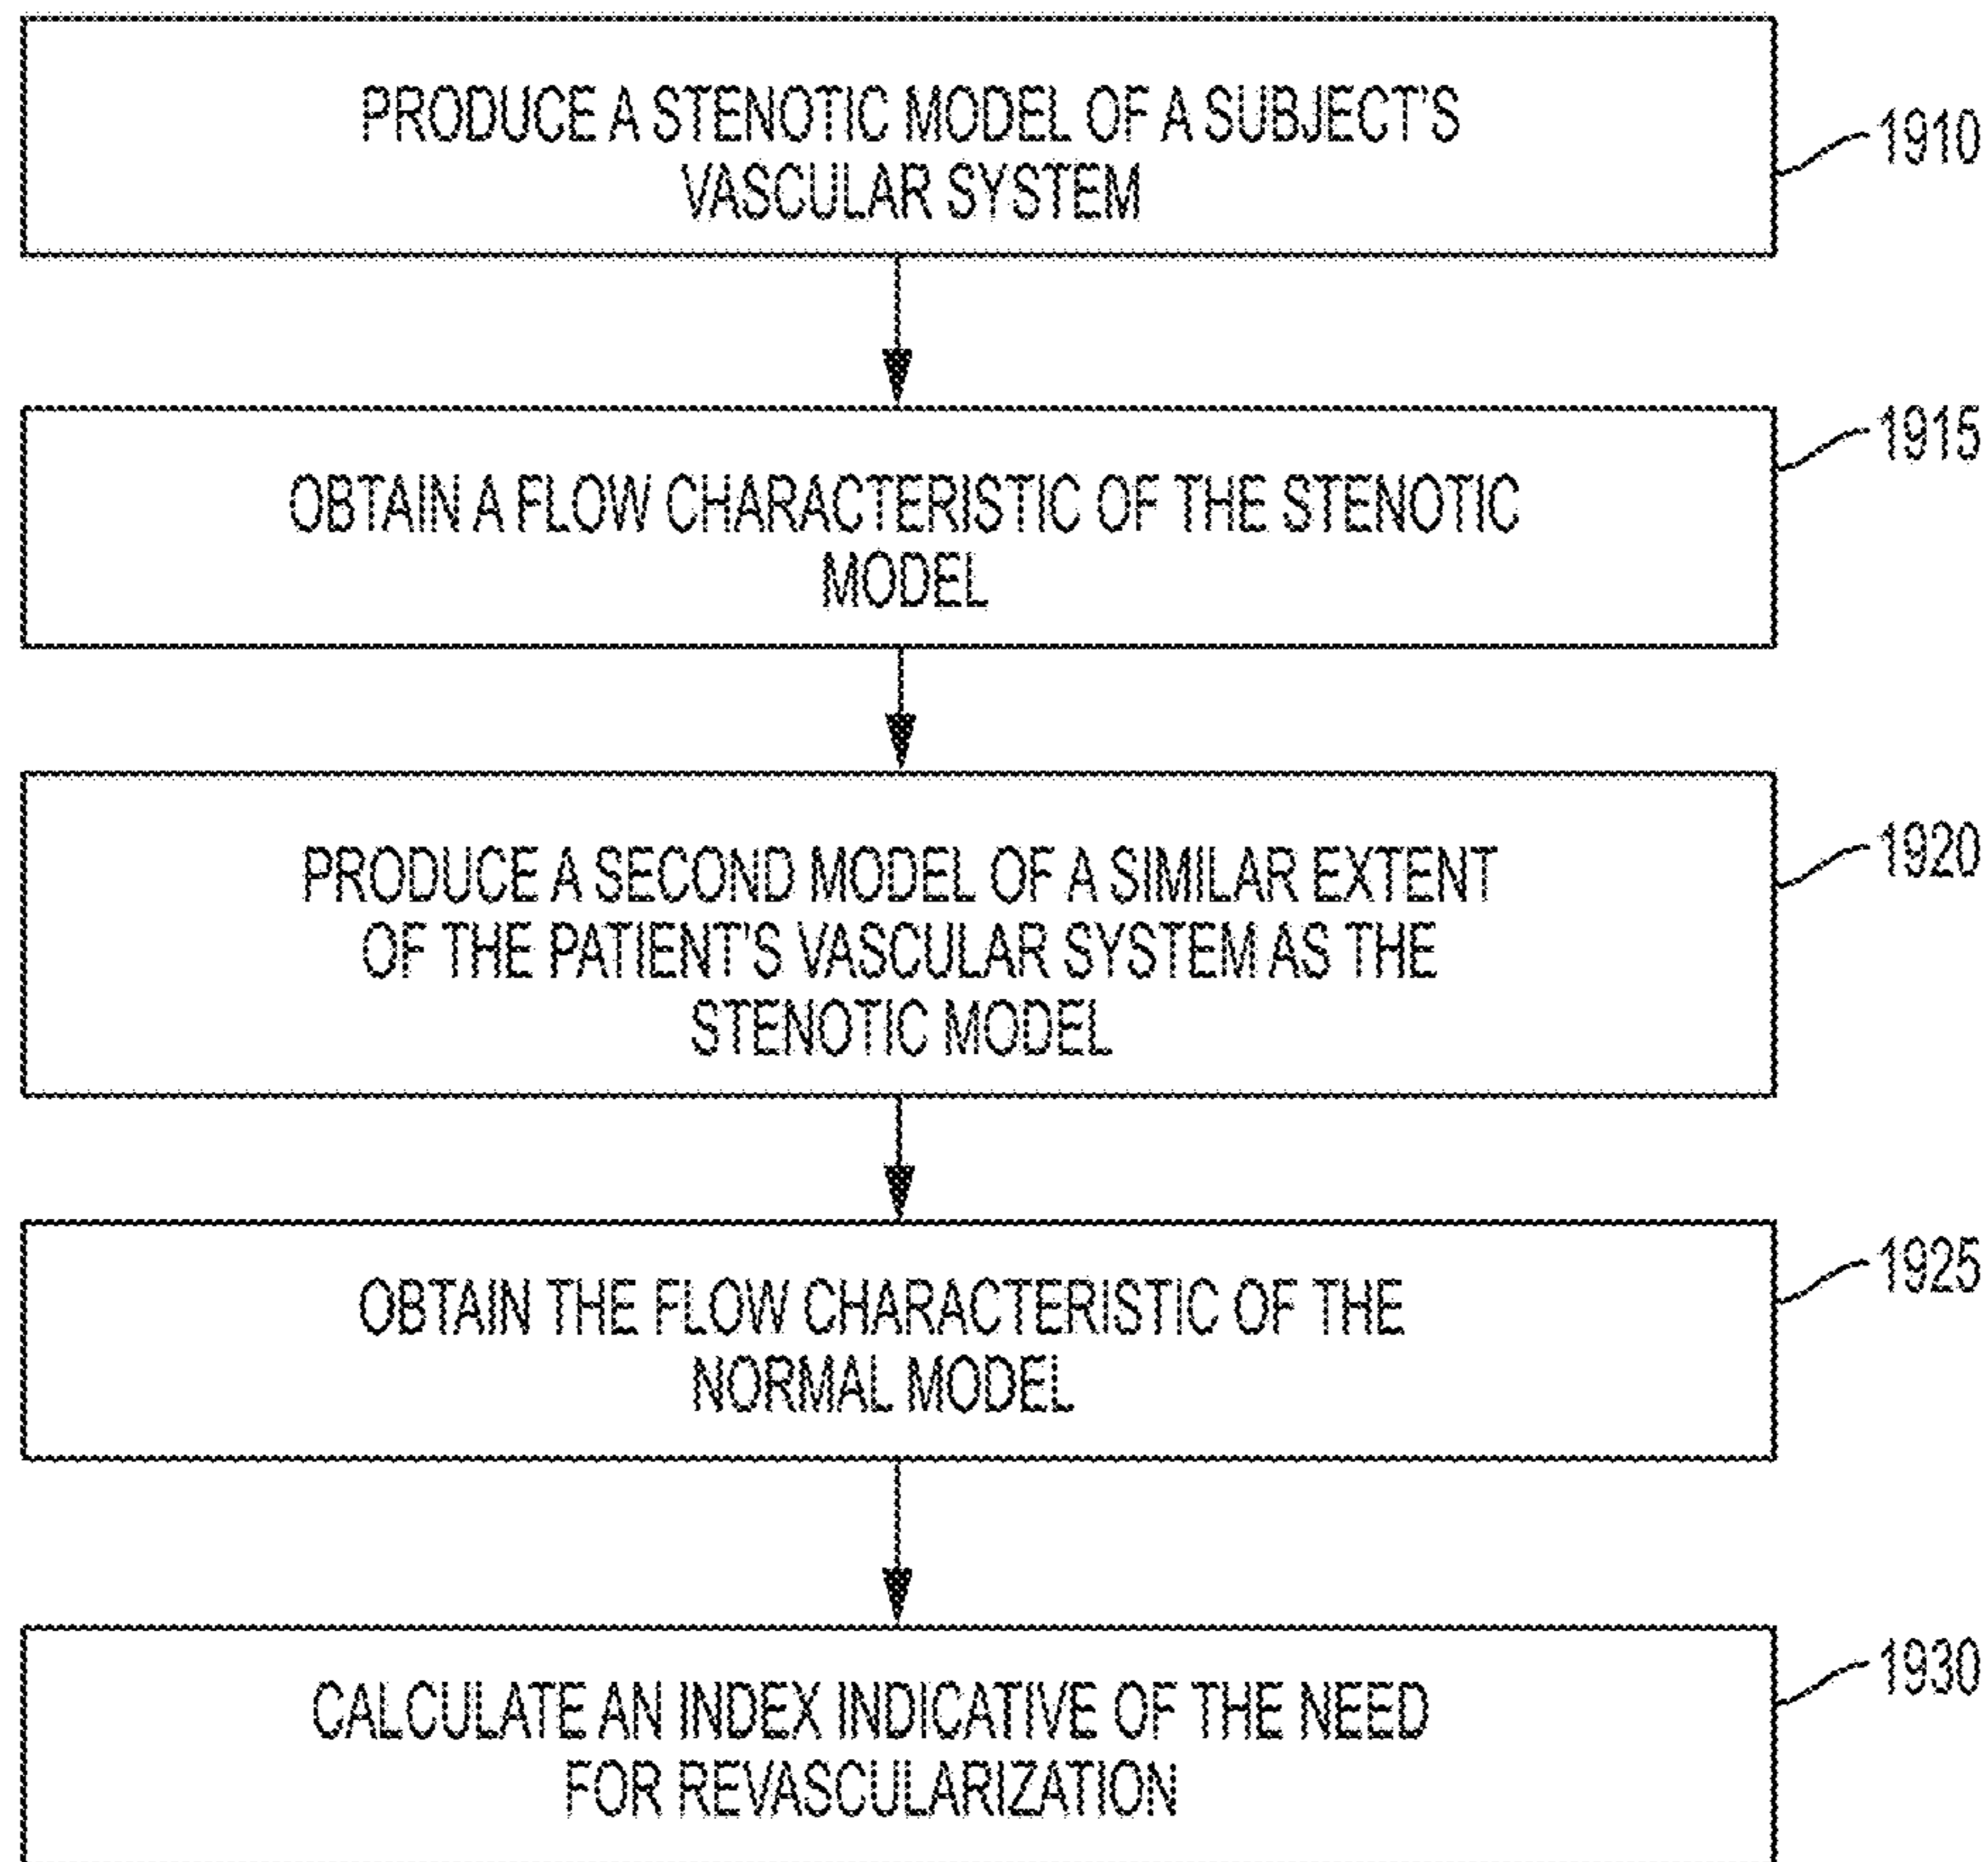 PRODUCE A STENOTIC MODEL OF A SUBJECT'S
VASCULAR SYSTEM
1910
OBTAIN A FLOW CHARACTERISTIC OF THE STENOTIC
MODEL
1915
PRODUCE A SECOND MODEL OF A SIMILAR EXTENT
OF THE PATIENT'S VASCULAR SYSTEM AS THE
STENOTIC MODEL
1920
OBTAIN THE FLOW CHARACTERISTIC OF THE
NORMAL MODEL
1925
CALCULATE AN INDEX INDICATIVE OF THE NEED
FOR REVASCULARIZATION
1930